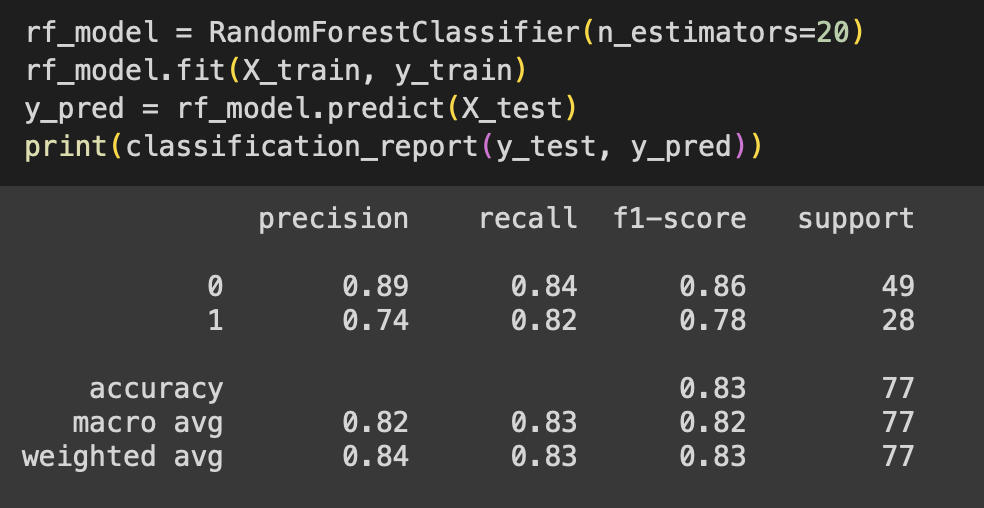 rf_model = RandomForestClassifier(n_estimators=20)
rf_model.fit(X_train, y_train)
y_pred = rf_model.predict(X_test)
print(classification_report(y_test, y_pred))
precision recall f1-score support
0 0.89 0.84 0.86 49
1 0.74 0.82 0.78 28
accuracy 0.83 77
macro avg 0.82 0.83 0.82 77
weighted avg 0.84 0.83 0.83 77